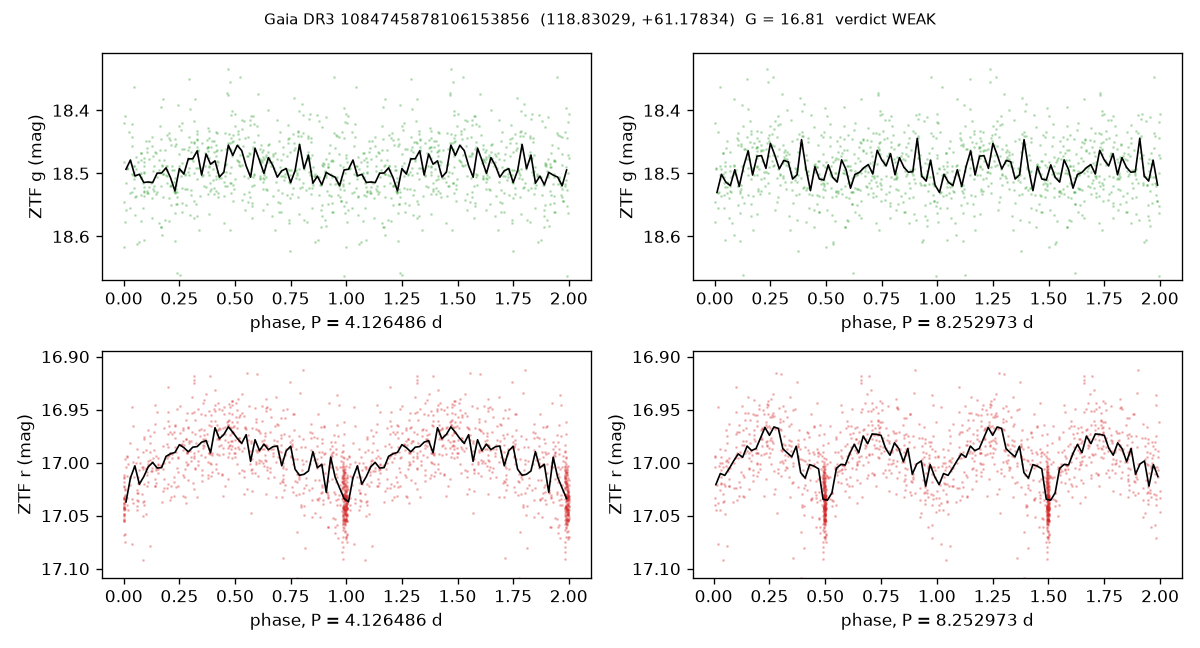 Gaia DR3 1084745878106153856  (118.83029, +61.17834)  G = 16.81  verdict WEAK
ZTF g (mag)
18.4
18.5
18.6
0.00 0.25 0.50 0.75 1.00 1.25 1.50 1.75 2.00
phase, P = 4.126486 d
ZTF g (mag)
18.4
18.5
18.6
0.00 0.25 0.50 0.75 1.00 1.25 1.50 1.75 2.00
phase, P = 8.252973 d
ZTF r (mag)
16.90
16.95
17.00
17.05
17.10
0.00 0.25 0.50 0.75 1.00 1.25 1.50 1.75 2.00
phase, P = 4.126486 d
ZTF r (mag)
16.90
16.95
17.00
17.05
17.10
0.00 0.25 0.50 0.75 1.00 1.25 1.50 1.75 2.00
phase, P = 8.252973 d